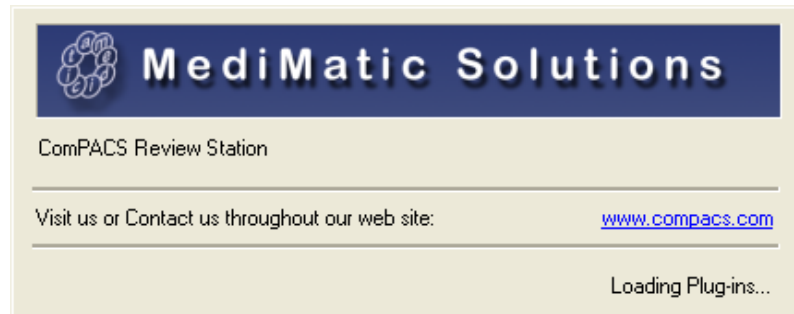 MediMatic Solutions
ComPACS Review Station
Visit us or Contact us throughout our web site: www.compacs.com
Loading Plug-ins...